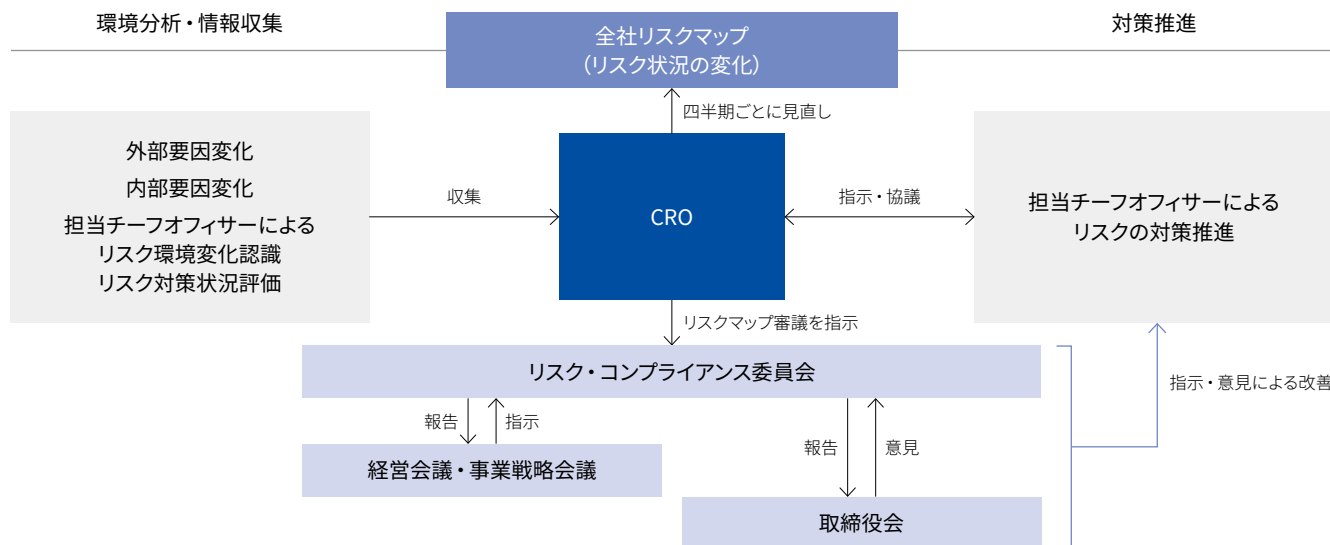 環境分析・情報収集
全社リスクマップ
（リスク状況の変化）
対策推進
四半期ごとに見直し
外部要因変化
内部要因変化
担当チーフオフィサーによる
リスク環境変化認識
リスク対策状況評価
収集
CRO
指示・協議
担当チーフオフィサーによる
リスクの対策推進
リスクマップ審議を指示
リスク・コンプライアンス委員会
指示・意見による改善
報告
指示
報告
意見
経営会議・事業戦略会議
取締役会